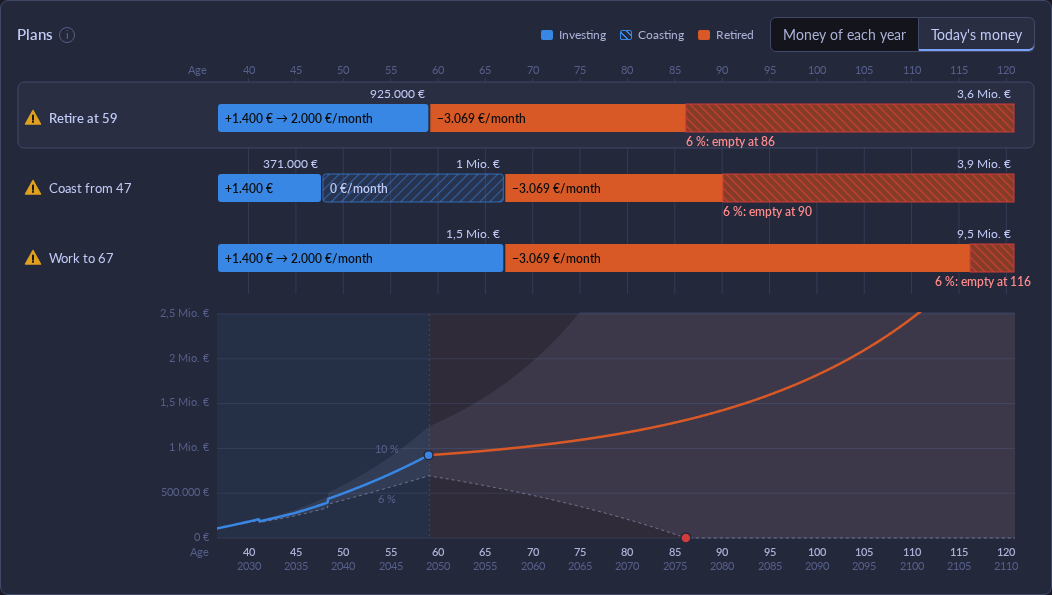 Plans
Investing Coasting Retired Money of each year Today's money
Age 40 45 50 55 60 65 70 75 80 85 90 95 100 105 110 115 120
925.000 € 3,6 Mio. €
Retire at 59 +1.400 € → 2.000 €/month −3.069 €/month
6 %: empty at 86
371.000 € 1 Mio. € 3,9 Mio. €
Coast from 47 +1.400 € 0 €/month −3.069 €/month
6 %: empty at 90
1,5 Mio. € 9,5 Mio. €
Work to 67 +1.400 € → 2.000 €/month −3.069 €/month
6 %: empty at 116
2,5 Mio. €
2 Mio. €
1,5 Mio. €
1 Mio. € 10 %
500.000 € 6 %
0 €
Age 40 45 50 55 60 65 70 75 80 85 90 95 100 105 110 115 120
2030 2035 2040 2045 2050 2055 2060 2065 2070 2075 2080 2085 2090 2095 2100 2105 2110